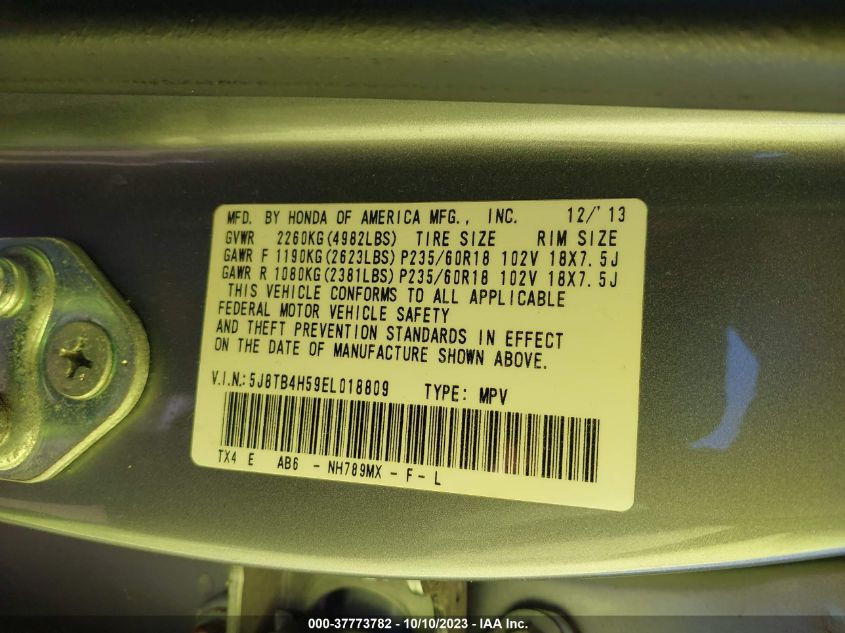 MFD. BY HONDA OF AMERICA MFG., INC. 12/'13
GVWR 2260KG(4982LBS) TIRE SIZE RIM SIZE
GAWR F 1190KG(2623LBS) P235/60R18 102V 18X7.5J
GAWR R 1080KG(2381LBS) P235/60R18 102V 18X7.5J
THIS VEHICLE CONFORMS TO ALL APPLICABLE
FEDERAL MOTOR VEHICLE SAFETY
AND THEFT PREVENTION STANDARDS IN EFFECT
ON THE DATE OF MANUFACTURE SHOWN ABOVE.
V.I.N.: 5J8TB4H59EL018809 TYPE: MPV
TX4 E AB6 - NH789MX - F - L
000-37773782 - 10/10/2023 - IAA Inc.